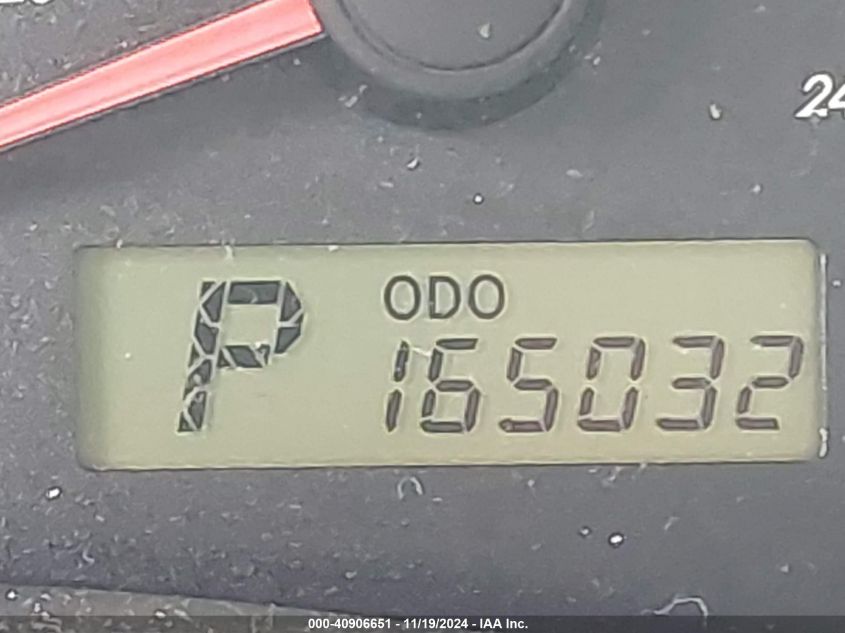 24
ODO
P 165032
000-40906651 - 11/19/2024 - IAA Inc.